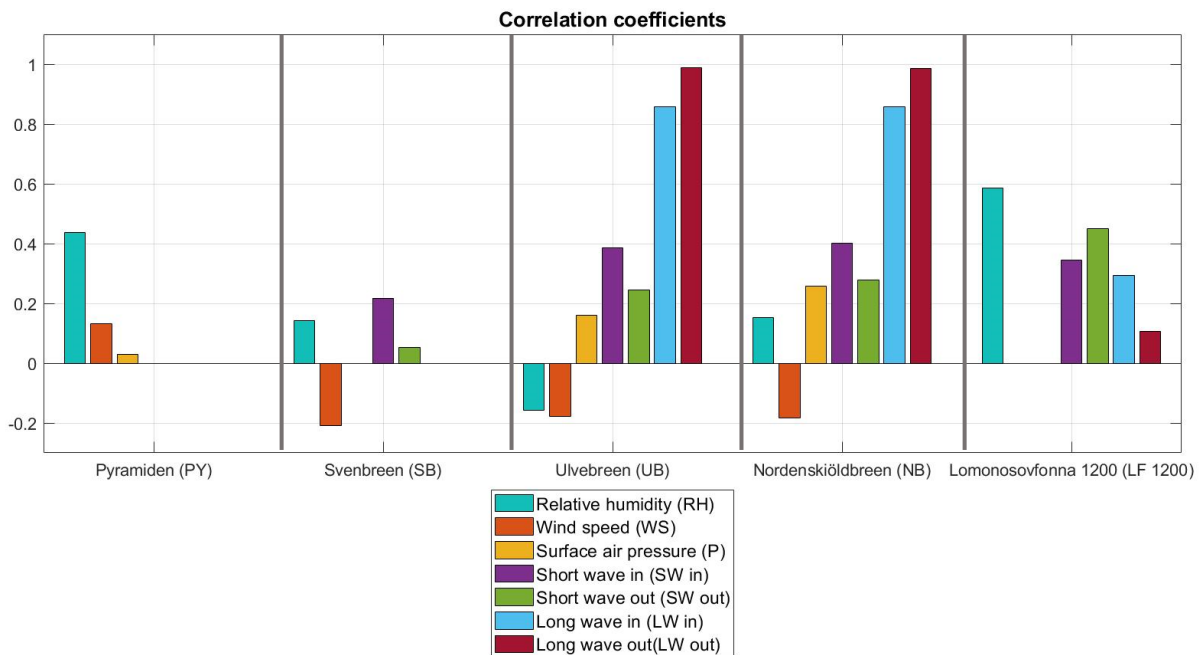 Correlation coefficients
1
0.8
0.6
0.4
0.2
0
-0.2
Pyramiden (PY)
Svenbreen (SB)
Ulvebreen (UB)
Nordenskiöldbreen (NB)
Lomonosovfonna 1200 (LF 1200)
Relative humidity (RH)
Wind speed (WS)
Surface air pressure (P)
Short wave in (SW in)
Short wave out (SW out)
Long wave in (LW in)
Long wave out(LW out)